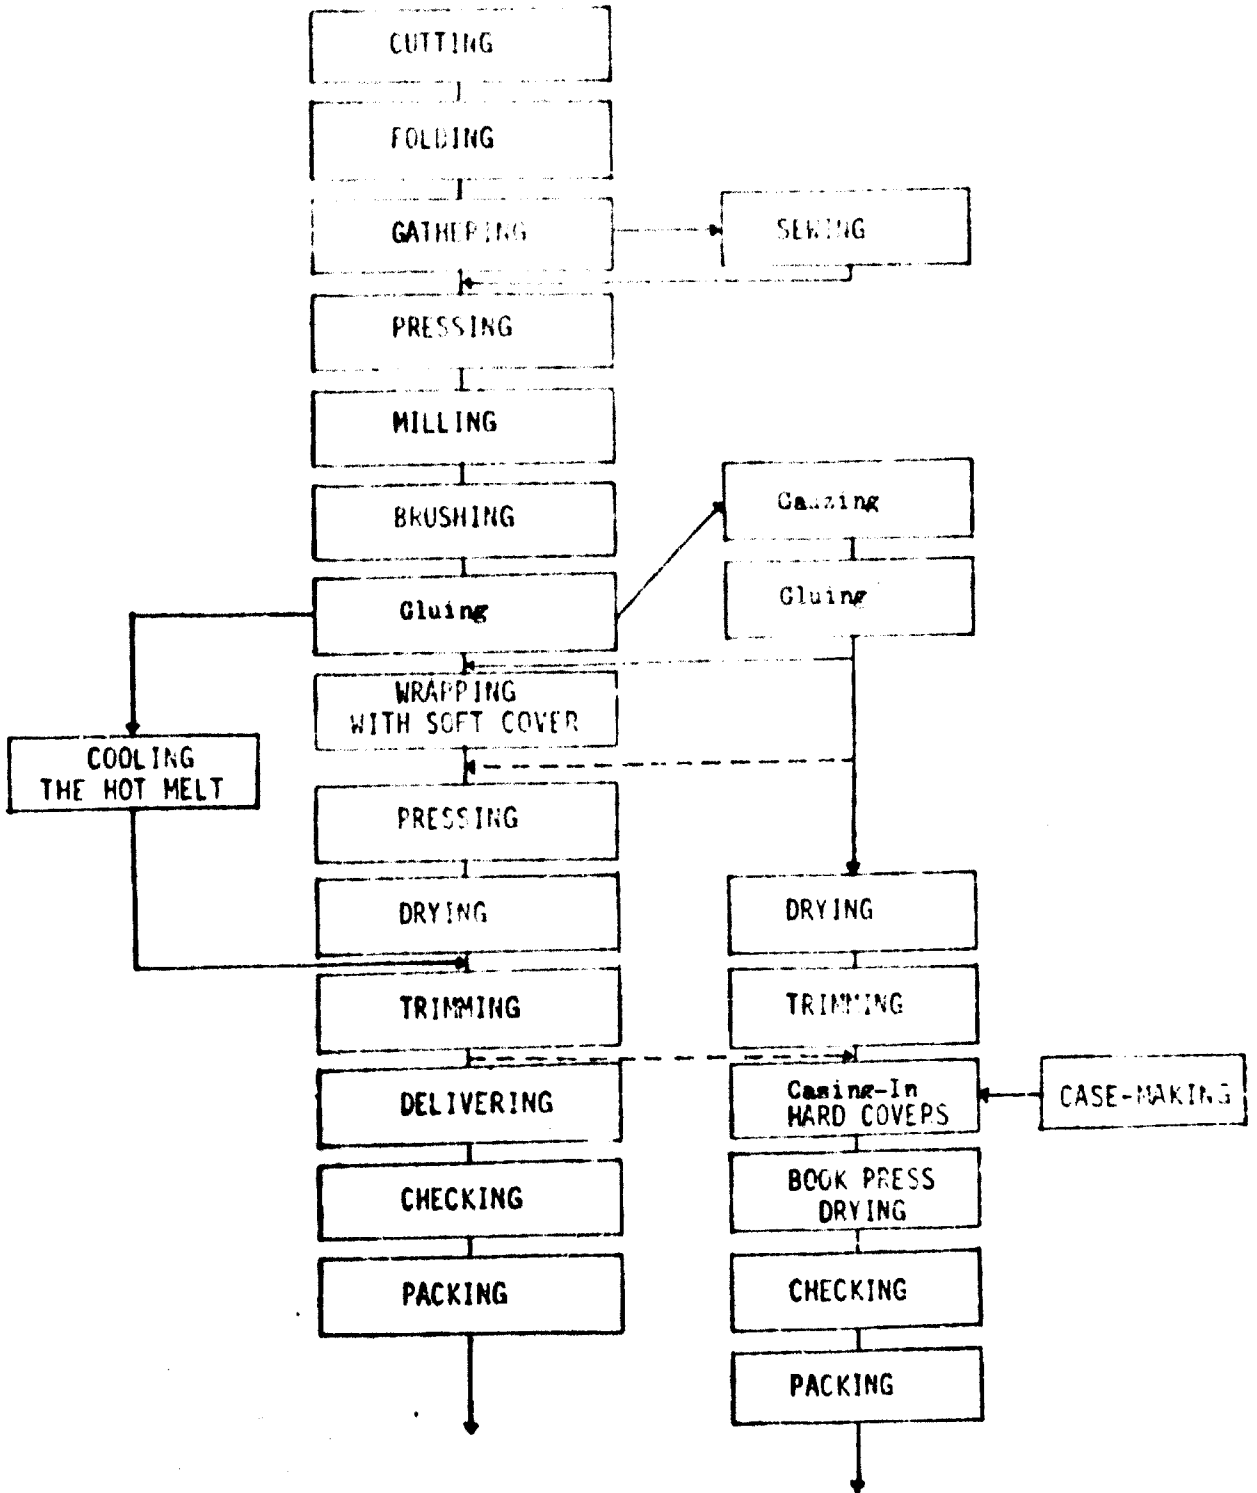 CUTTING
FOLDING
GATHERING
SEWING
PRESSING
MILLING
BRUSHING
Gauzing
Gluing
Gluing
WRAPPING
WITH SOFT COVER
COOLING
THE HOT MELT
PRESSING
DRYING
DRYING
TRIMMING
TRIMMING
DELIVERING
Casing-In
HARD COVERS
CASE-MAKING
CHECKING
BOOK PRESS
DRYING
PACKING
CHECKING
PACKING